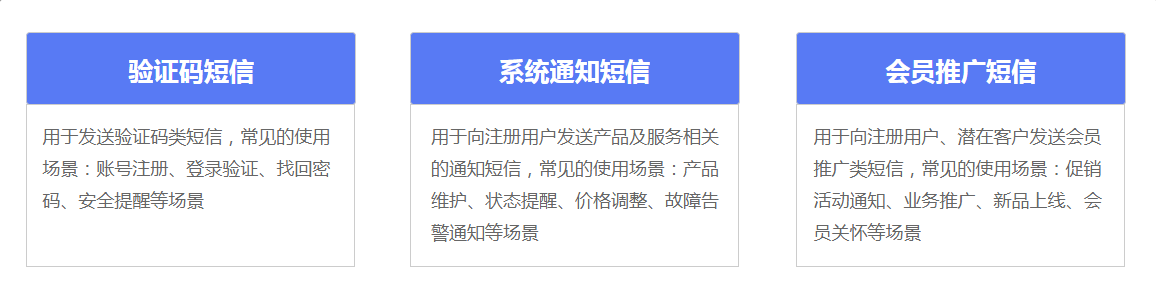 验证码短信
用于发送验证码类短信，常见的使用
场景：账号注册、登录验证、找回密
码、安全提醒等场景
系统通知短信
用于向注册用户发送产品及服务相关
的通知短信，常见的使用场景：产品
维护、状态提醒、价格调整、故障告
警通知等场景
会员推广短信
用于向注册用户、潜在客户发送会员
推广类短信，常见的使用场景：促销
活动通知、业务推广、新品上线、会
员关怀等场景